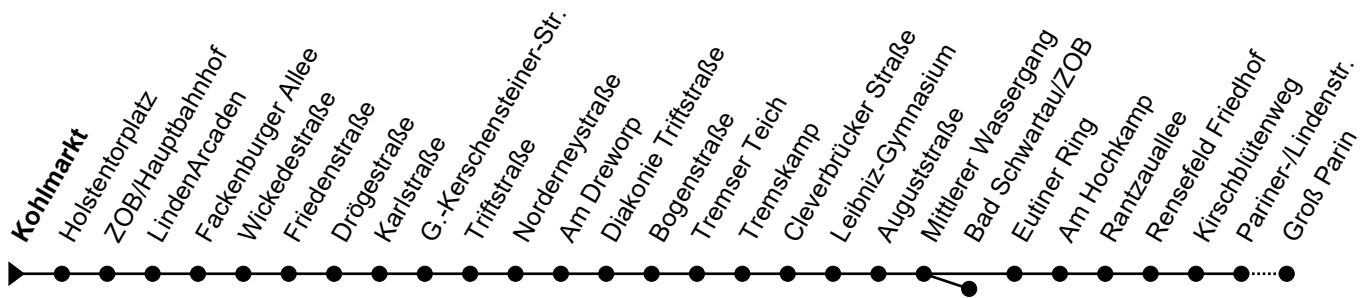 Kohlmarkt
Holstentorplatz
ZOB/Hauptbahnhof
LindenArcaden
Fackenburger Allee
Wickedestraße
Friedenstraße
Drögestraße
Karlstraße
G.-Kerschensteiner-Str.
Triftstraße
Norderneystraße
Am Dreworp
Diakonie Triftstraße
Bogenstraße
Tremser Teich
Tremskamp
Cleverbrücker Straße
Leibniz-Gymnasium
Auguststraße
Mittlerer Wassergang
Bad Schwartau/ZOB
Eutiner Ring
Am Hochkamp
Rantzauallee
Rensefeld Friedhof
Kirschblütenweg
Pariner-/Lindenstr.
Groß Parin